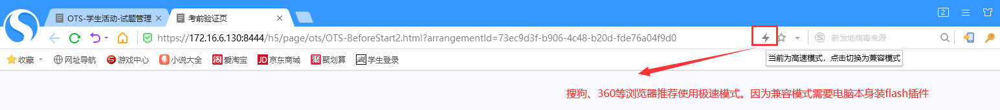 OTS-学生活动-试题管理
考前验证页
2
https://172.16.6.130:8444/h5/page/ots/OTS-BeforeStart2.html?arrangementId=73ec9d3f-b906-4c48-b20d-fde76a04f9d0
新发地病毒来源
收藏 网址导航 游戏中心 小说大全 淘 爱淘宝 JD 京东商城 聚 聚划算 学生登录
当前为高速模式，点击切换为兼容模式
搜狗、360等浏览器推荐使用极速模式。因为兼容模式需要电脑本身装flash插件